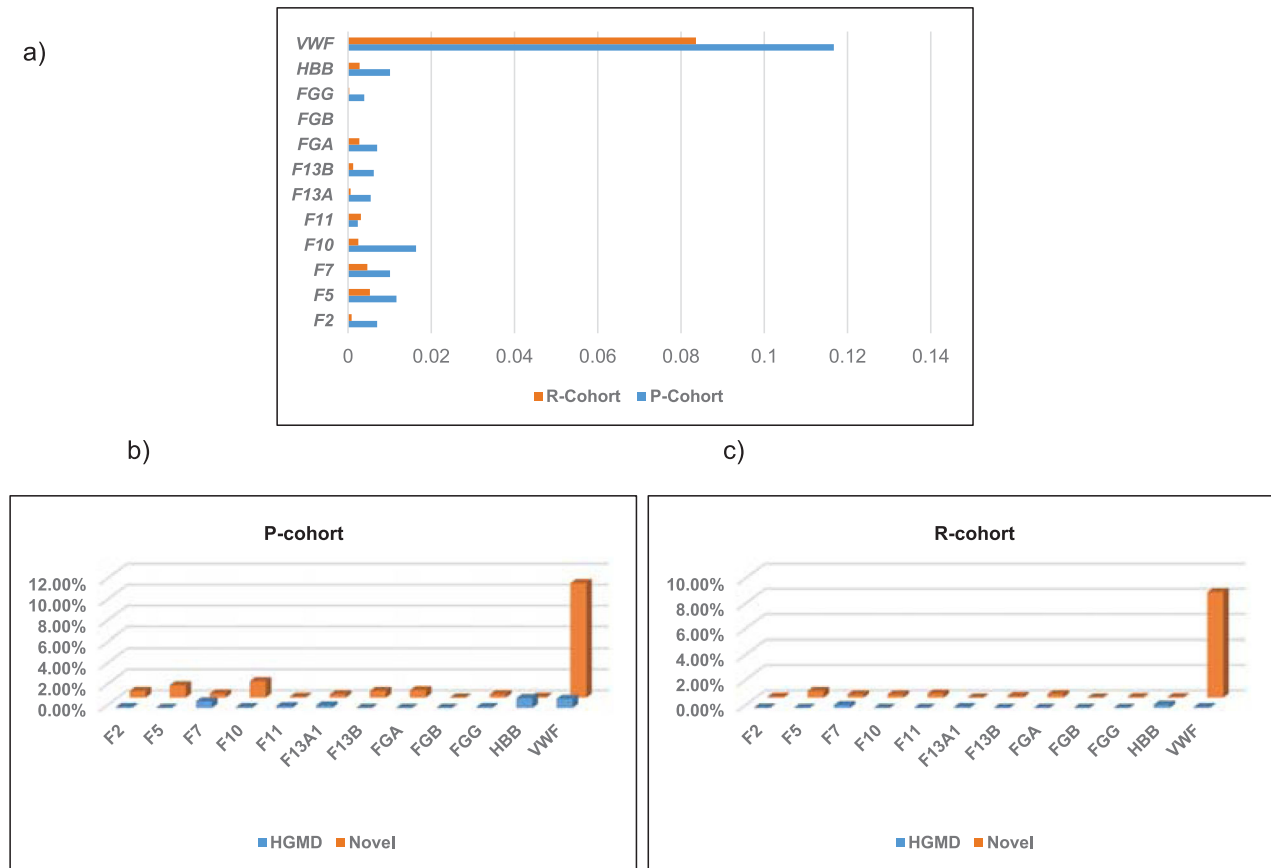 a)
VWF
HBB
FGG
FGB
FGA
F13B
F13A
F11
F10
F7
F5
F2
0 0.02 0.04 0.06 0.08 0.1 0.12 0.14
R-Cohort P-Cohort
b)
P-cohort
12.00%
10.00%
8.00%
6.00%
4.00%
2.00%
0.00%
F2 F5 F7 F10 F11 F13A1 F13B FGA FGB FGG HBB VWF
HGMD Novel
c)
R-cohort
10.00%
8.00%
6.00%
4.00%
2.00%
0.00%
F2 F5 F7 F10 F11 F13A1 F13B FGA FGB FGG HBB VWF
HGMD Novel